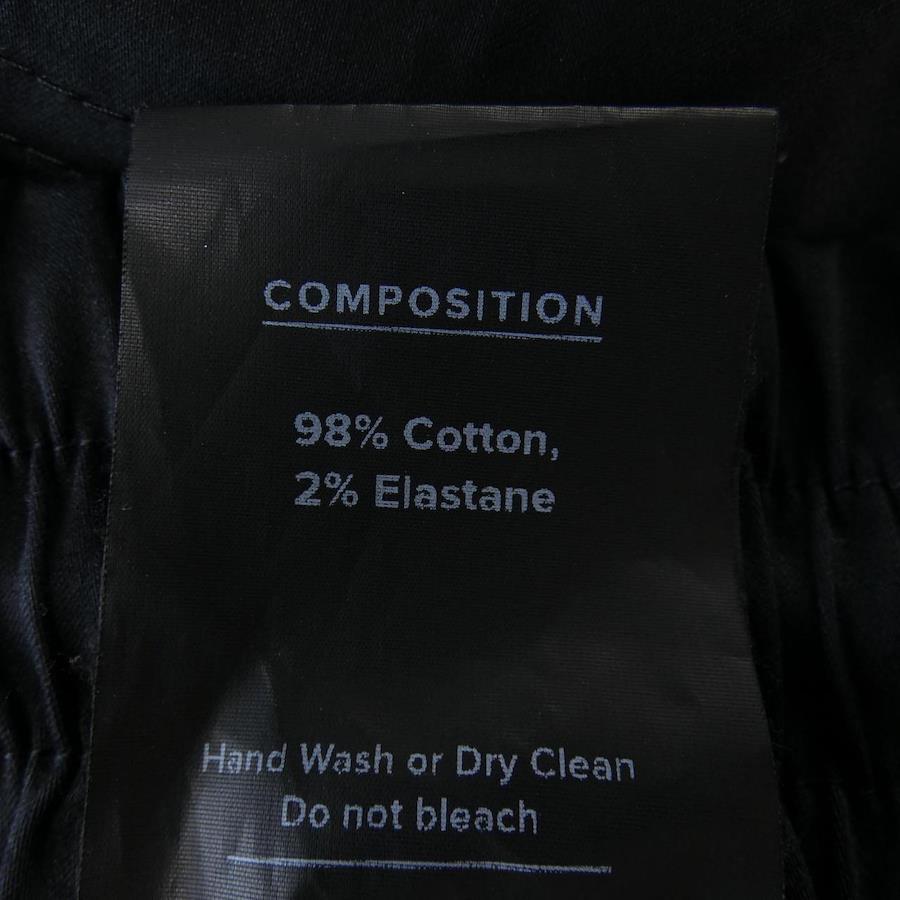 COMPOSITION
98% Cotton,
2% Elastane
Hand Wash or Dry Clean
Do not bleach